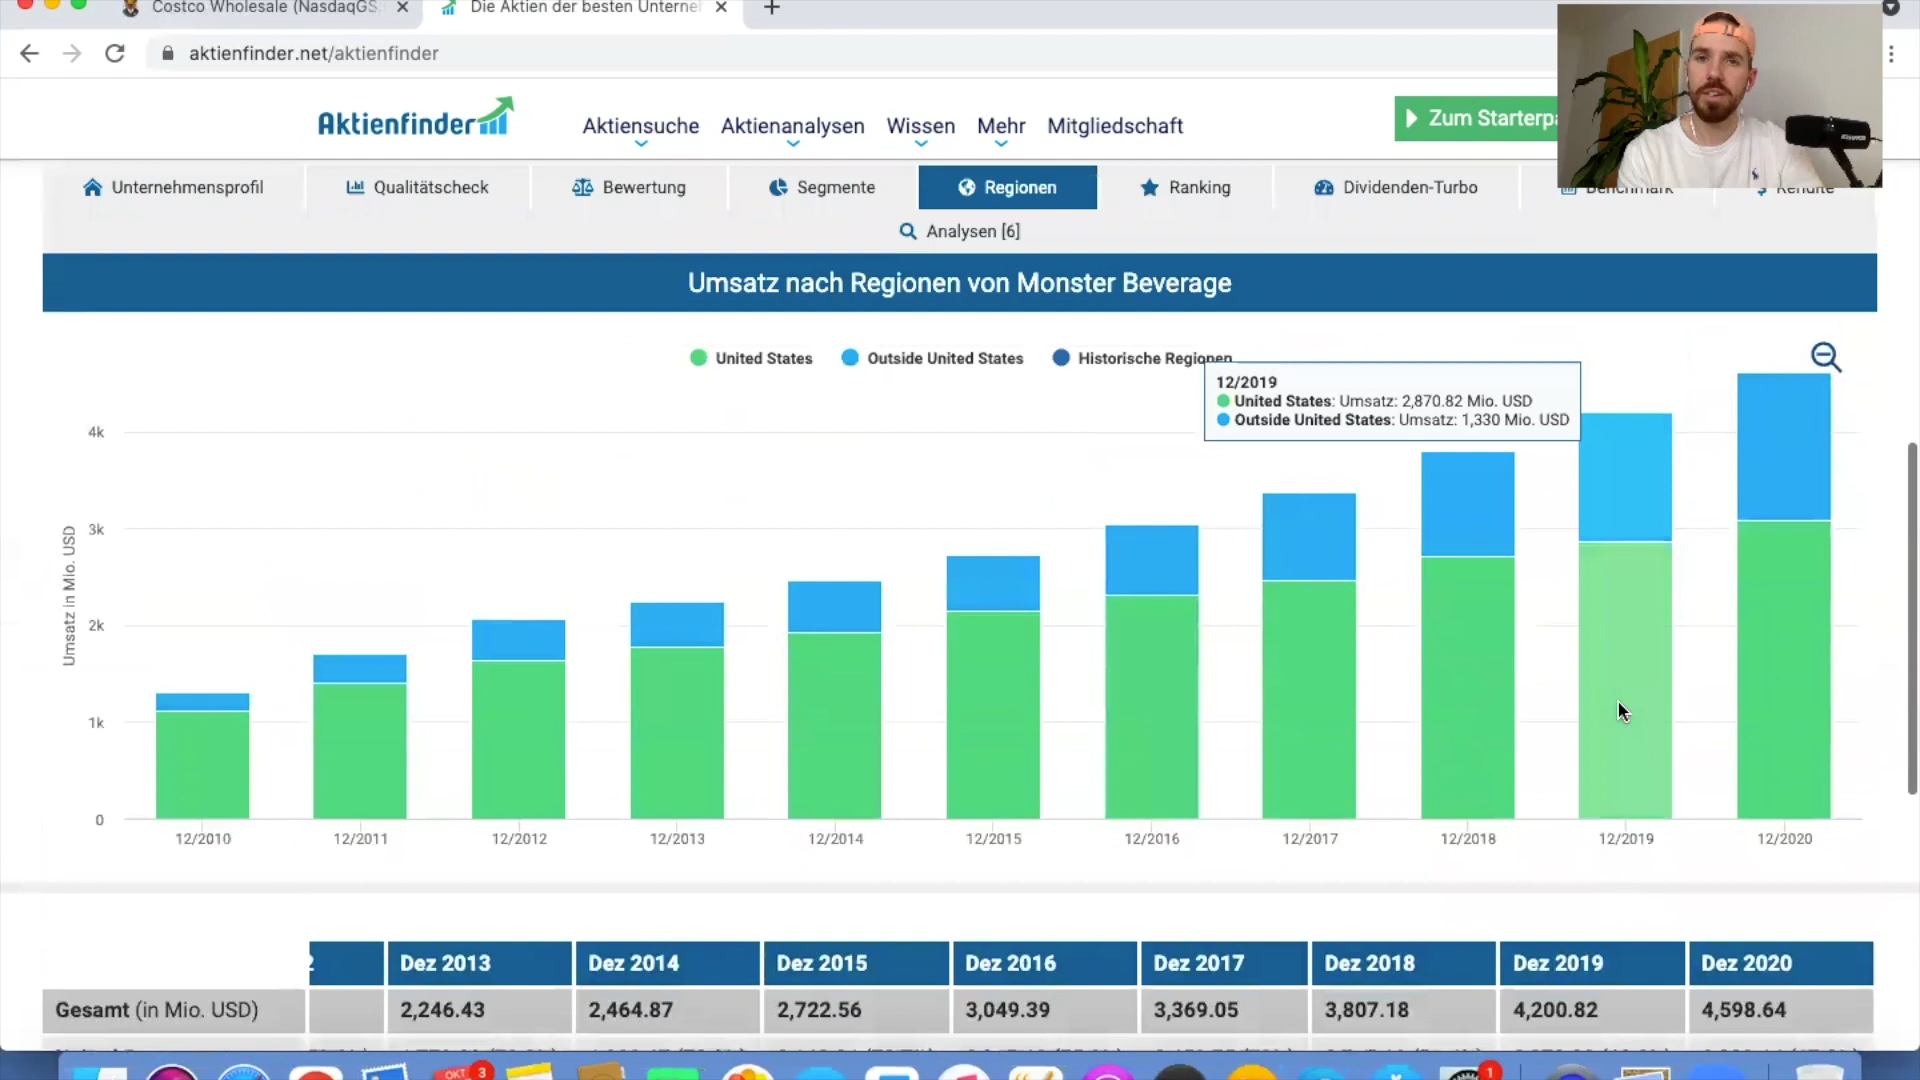 Costco Wholesale (NasdaqGS:
Die Aktien der besten Unterne
aktienfinder.net/aktienfinder
Aktienfinder
Aktiensuche Aktienanalysen Wissen Mehr Mitgliedschaft
Zum Starterpa
Unternehmensprofil Qualitätscheck Bewertung Segmente Regionen Ranking Dividenden-Turbo Benchmark Rendite
Analysen [6]
Umsatz nach Regionen von Monster Beverage
United States Outside United States Historische Regionen
12/2019
United States: Umsatz: 2,870.82 Mio. USD
Outside United States: Umsatz: 1,330 Mio. USD
4k
3k
2k
1k
0
Umsatz in Mio. USD
12/2010 12/2011 12/2012 12/2013 12/2014 12/2015 12/2016 12/2017 12/2018 12/2019 12/2020
2 Dez 2013 Dez 2014 Dez 2015 Dez 2016 Dez 2017 Dez 2018 Dez 2019 Dez 2020
Gesamt (in Mio. USD) 2,246.43 2,464.87 2,722.56 3,049.39 3,369.05 3,807.18 4,200.82 4,598.64
OKT 3
1